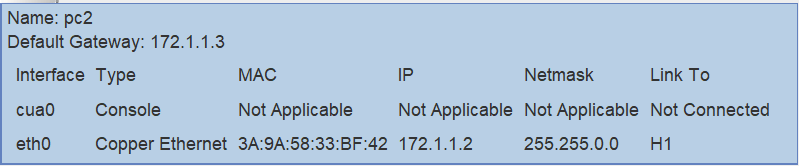 Name: pc2
Default Gateway: 172.1.1.3
Interface Type MAC IP Netmask Link To
cua0 Console Not Applicable Not Applicable Not Applicable Not Connected
eth0 Copper Ethernet 3A:9A:58:33:BF:42 172.1.1.2 255.255.0.0 H1